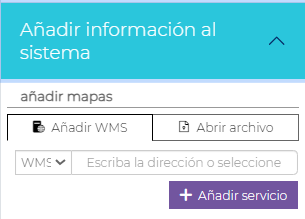 Añadir información al
sistema
añadir mapas
Añadir WMS
Abrir archivo
WMS
Escriba la dirección o seleccione
Añadir servicio